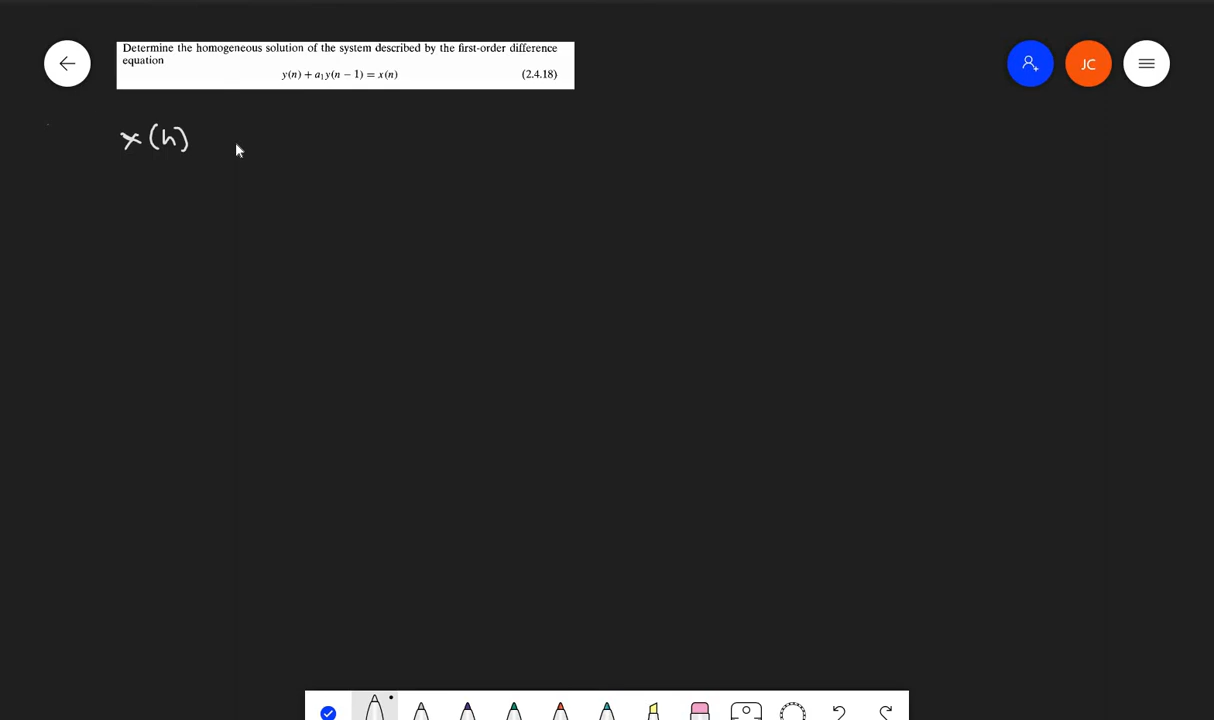 Determine the homogeneous solution of the system described by the first-order difference
equation
y(n) + a₁y(n − 1) = x(n) (2.4.18)
JC
x(n)